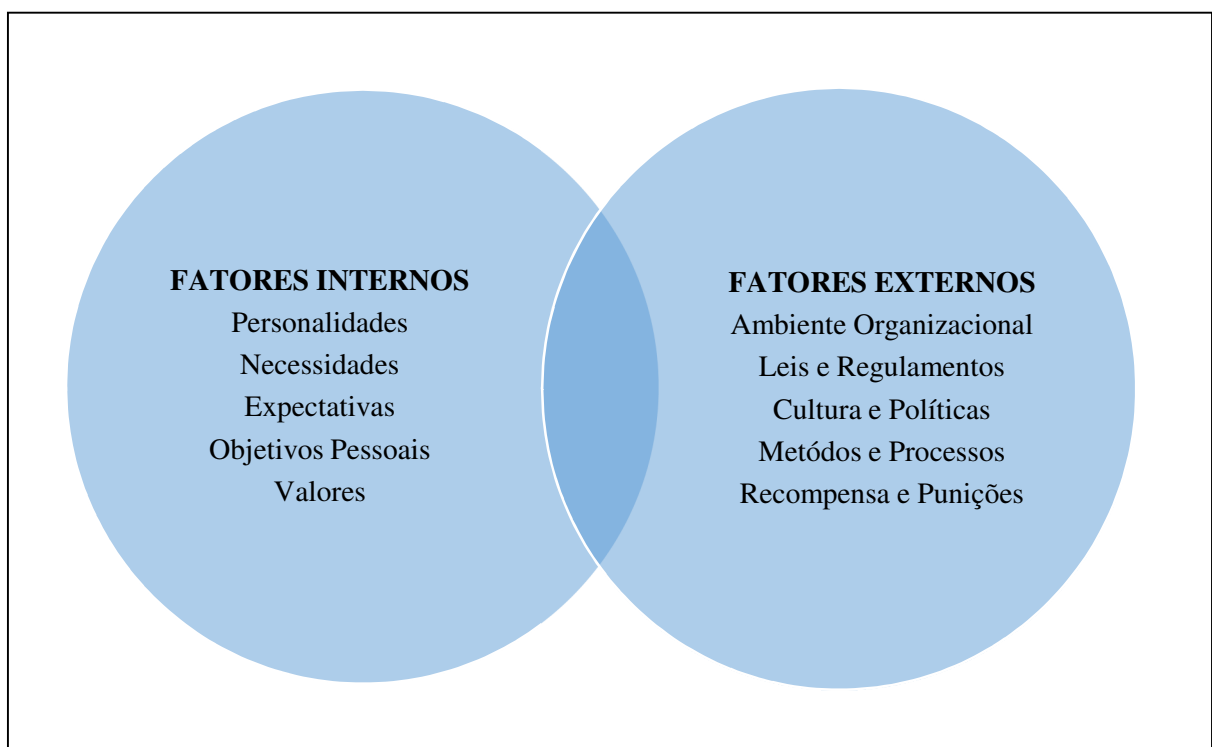 FATORES INTERNOS
Personalidades
Necessidades
Expectativas
Objetivos Pessoais
Valores
FATORES EXTERNOS
Ambiente Organizacional
Leis e Regulamentos
Cultura e Políticas
Metódos e Processos
Recompensa e Punições